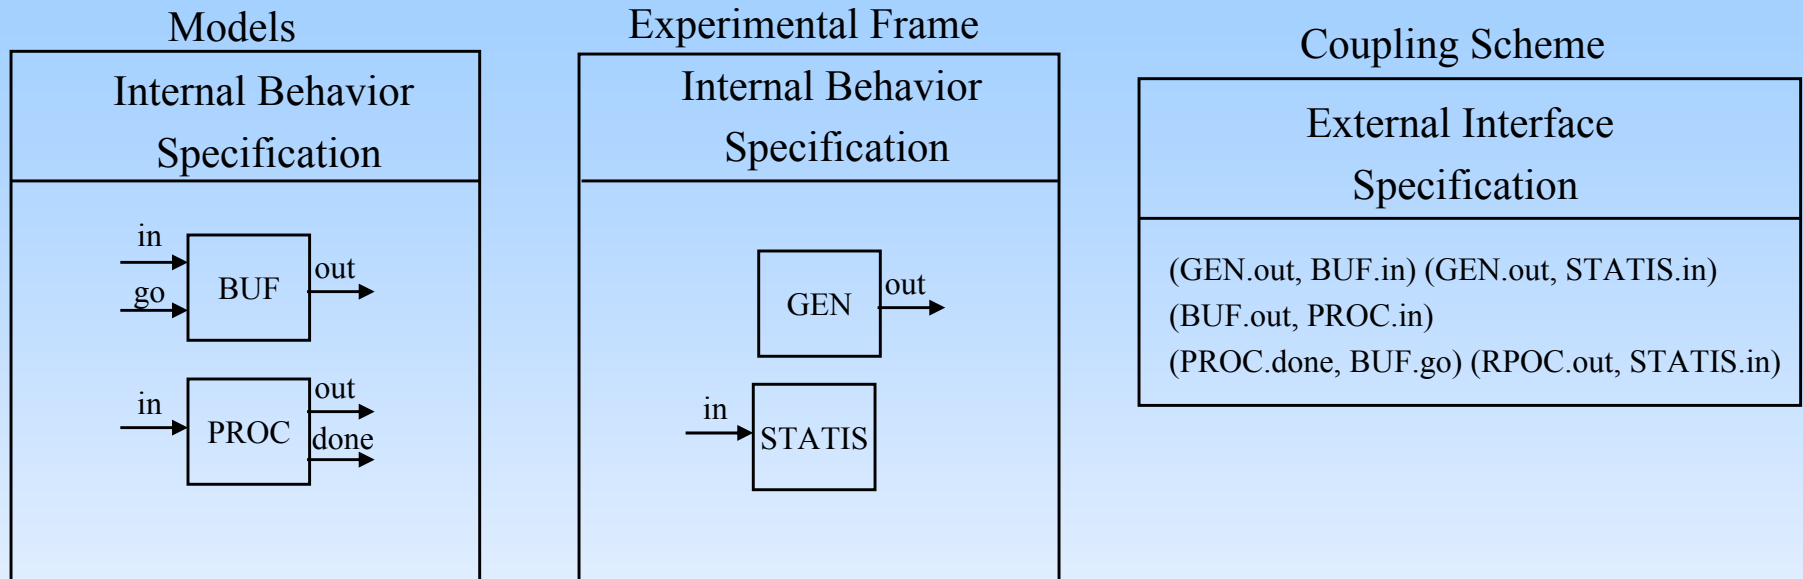 Models
Internal Behavior
Specification
in
go
BUF
out
in
PROC
out
done
Experimental Frame
Internal Behavior
Specification
GEN
out
in
STATIS
Coupling Scheme
External Interface
Specification
(GEN.out, BUF.in) (GEN.out, STATIS.in)
(BUF.out, PROC.in)
(PROC.done, BUF.go) (RPOC.out, STATIS.in)